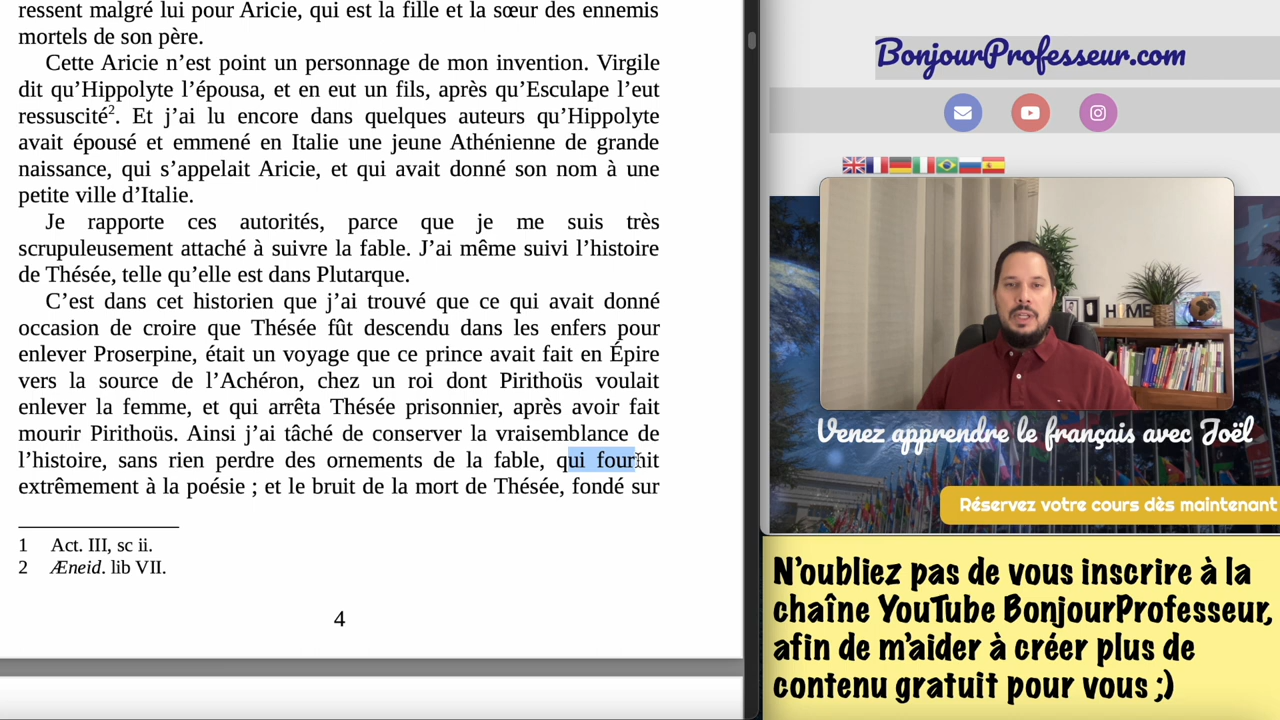 ressent malgré lui pour Aricie, qui est la fille et la sœur des ennemis
mortels de son père.
Cette Aricie n’est point un personnage de mon invention. Virgile
dit qu’Hippolyte l’épousa, et en eut un fils, après qu’Esculape l’eut
ressuscité2. Et j’ai lu encore dans quelques auteurs qu’Hippolyte
avait épousé et emmené en Italie une jeune Athénienne de grande
naissance, qui s’appelait Aricie, et qui avait donné son nom à une
petite ville d’Italie.
Je rapporte ces autorités, parce que je me suis très
scrupuleusement attaché à suivre la fable. J’ai même suivi l’histoire
de Thésée, telle qu’elle est dans Plutarque.
C’est dans cet historien que j’ai trouvé que ce qui avait donné
occasion de croire que Thésée fût descendu dans les enfers pour
enlever Proserpine, était un voyage que ce prince avait fait en Épire
vers la source de l’Achéron, chez un roi dont Pirithoüs voulait
enlever la femme, et qui arrêta Thésée prisonnier, après avoir fait
mourir Pirithoüs. Ainsi j’ai tâché de conserver la vraisemblance de
l’histoire, sans rien perdre des ornements de la fable, qui fournit
extrêmement à la poésie ; et le bruit de la mort de Thésée, fondé sur
1 Act. III, sc ii.
2 Æneid. lib VII.
4
BonjourProfesseur.com
HOME
Venez apprendre le français avec Joël
Réservez votre cours dès maintenant
N’oubliez pas de vous inscrire à la
chaîne YouTube BonjourProfesseur,
afin de m’aider à créer plus de
contenu gratuit pour vous ;)